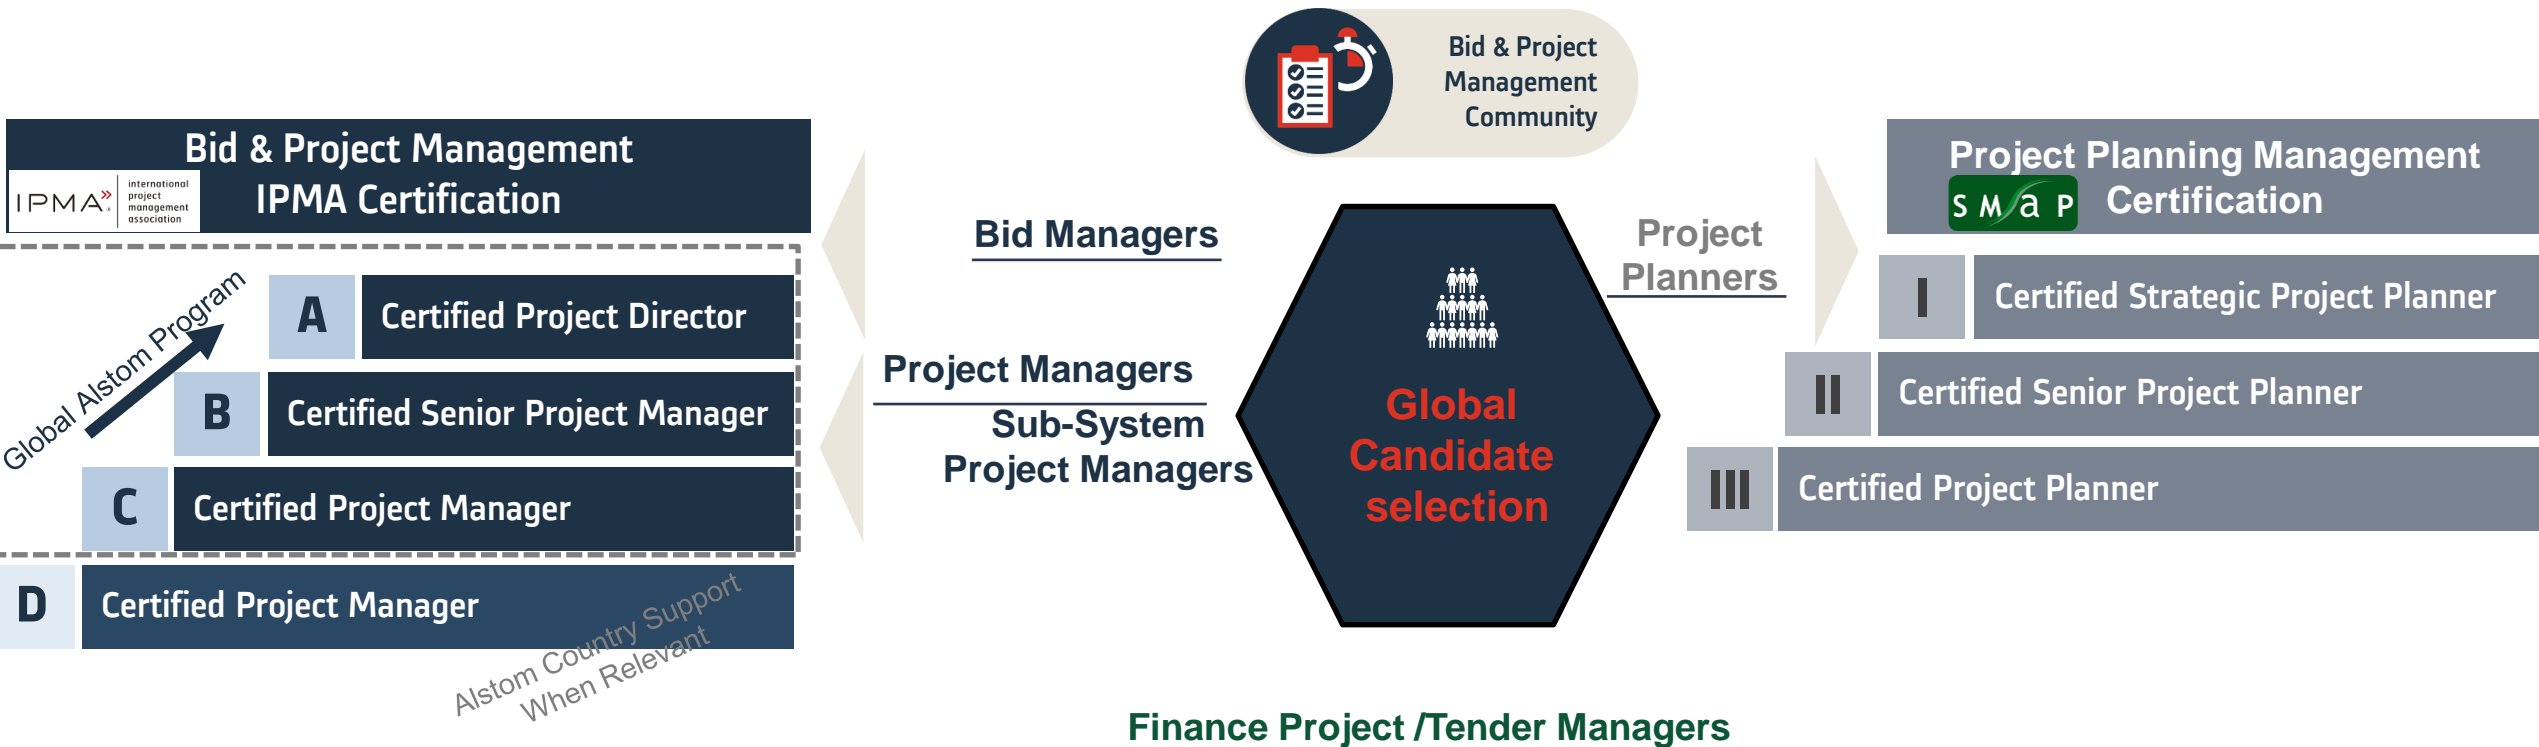 Bid & Project
Management
Community
Bid & Project Management
IPMA Certification
IPMA
international
project
management
association
Global Alstom Program
A
Certified Project Director
B
Certified Senior Project Manager
C
Certified Project Manager
D
Certified Project Manager
Alstom Country Support
When Relevant
Bid Managers
Project Managers
Sub-System
Project Managers
Global
Candidate
selection
Project
Planners
Project Planning Management
SMaP
Certification
I
Certified Strategic Project Planner
II
Certified Senior Project Planner
III
Certified Project Planner
Finance Project /Tender Managers